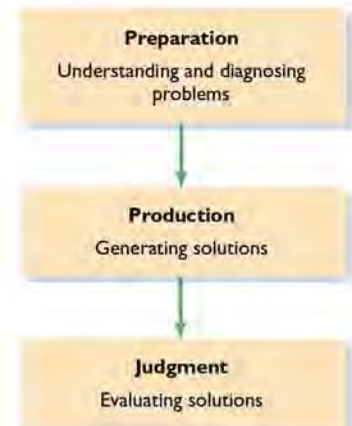 Preparation
Understanding and diagnosing
problems
Production
Generating solutions
Judgment
Evaluating solutions